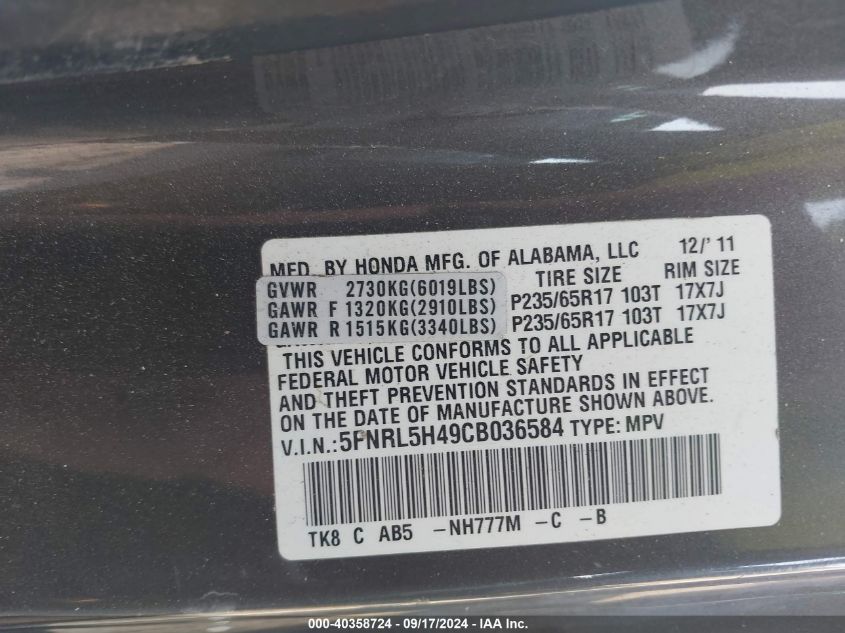 MFD. BY HONDA MFG. OF ALABAMA, LLC 12/'11
TIRE SIZE RIM SIZE
GVWR 2730KG(6019LBS)
GAWR F 1320KG(2910LBS) P235/65R17 103T 17X7J
GAWR R 1515KG(3340LBS) P235/65R17 103T 17X7J
THIS VEHICLE CONFORMS TO ALL APPLICABLE
FEDERAL MOTOR VEHICLE SAFETY
AND THEFT PREVENTION STANDARDS IN EFFECT
ON THE DATE OF MANUFACTURE SHOWN ABOVE.
V.I.N.:5FNRL5H49CB036584 TYPE: MPV
TK8 C AB5 -NH777M -C -B
000-40358724 - 09/17/2024 - IAA Inc.